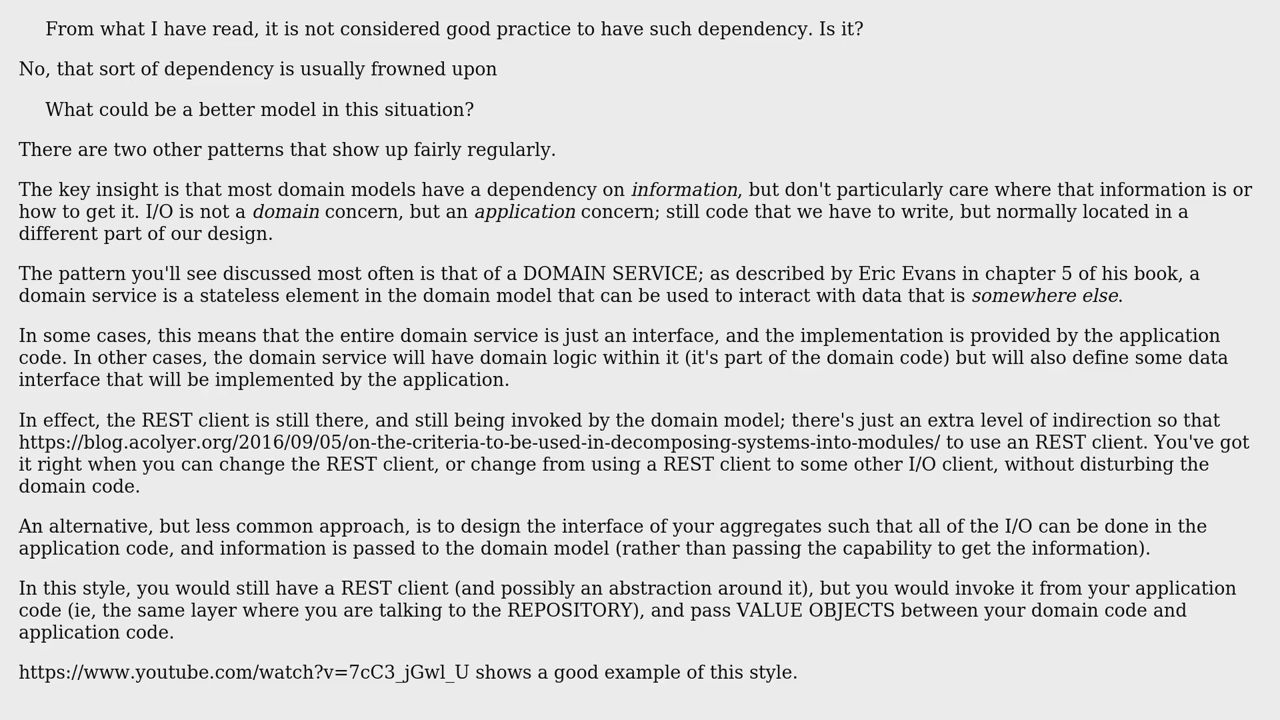 From what I have read, it is not considered good practice to have such dependency. Is it?
No, that sort of dependency is usually frowned upon
What could be a better model in this situation?
There are two other patterns that show up fairly regularly.
The key insight is that most domain models have a dependency on information, but don't particularly care where that information is or
how to get it. I/O is not a domain concern, but an application concern; still code that we have to write, but normally located in a
different part of our design.
The pattern you'll see discussed most often is that of a DOMAIN SERVICE; as described by Eric Evans in chapter 5 of his book, a
domain service is a stateless element in the domain model that can be used to interact with data that is somewhere else.
In some cases, this means that the entire domain service is just an interface, and the implementation is provided by the application
code. In other cases, the domain service will have domain logic within it (it's part of the domain code) but will also define some data
interface that will be implemented by the application.
In effect, the REST client is still there, and still being invoked by the domain model; there's just an extra level of indirection so that
https://blog.acolyer.org/2016/09/05/on-the-criteria-to-be-used-in-decomposing-systems-into-modules/ to use an REST client. You've got
it right when you can change the REST client, or change from using a REST client to some other I/O client, without disturbing the
domain code.
An alternative, but less common approach, is to design the interface of your aggregates such that all of the I/O can be done in the
application code, and information is passed to the domain model (rather than passing the capability to get the information).
In this style, you would still have a REST client (and possibly an abstraction around it), but you would invoke it from your application
code (ie, the same layer where you are talking to the REPOSITORY), and pass VALUE OBJECTS between your domain code and
application code.
https://www.youtube.com/watch?v=7cC3_jGwl_U shows a good example of this style.